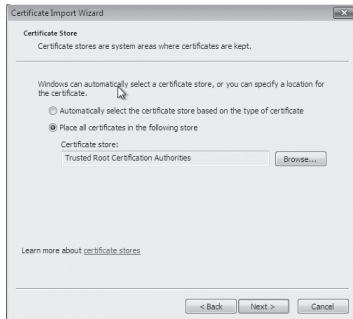 Certificate Import Wizard
Certificate Store
Certificate stores are system areas where certificates are kept.
Windows can automatically select a certificate store, or you can specify a location for
the certificate.
Automatically select the certificate store based on the type of certificate
Place all certificates in the following store
Certificate store:
Trusted Root Certification Authorities
Browse...
Learn more about certificate stores
< Back
Next >
Cancel